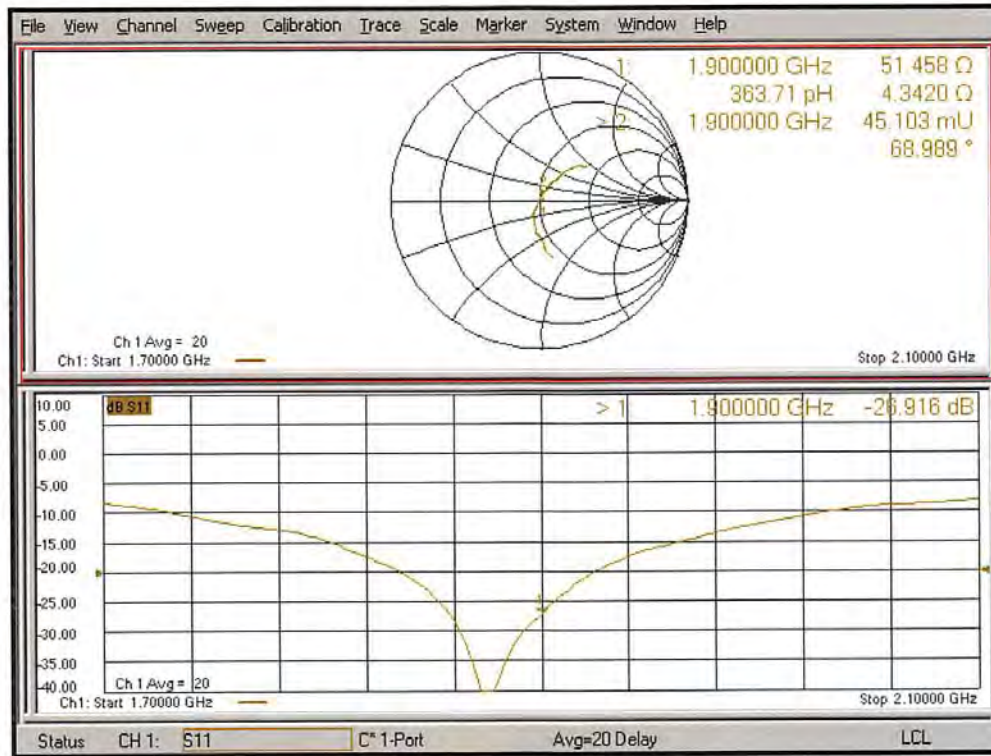 File View Channel Sweep Calibration Trace Scale Marker System Window Help
1: 1.900000 GHz 51.458 Ω
363.71 pH 4.3420 Ω
> 2: 1.900000 GHz 45.103 mU
68.989 °
Ch 1 Avg = 20
Ch1: Start 1.70000 GHz
Stop 2.10000 GHz
10.00 dB S11 > 1 1.900000 GHz -26.916 dB
5.00
0.00
-5.00
-10.00
-15.00
-20.00
-25.00
-30.00
-35.00
-40.00
1
Ch 1 Avg = 20
Ch1: Start 1.70000 GHz
Stop 2.10000 GHz
Status CH 1: S11 C* 1-Port Avg=20 Delay LCL